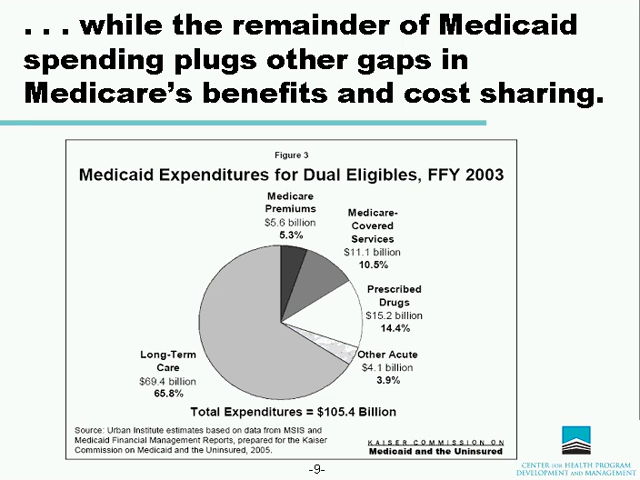 . . . while the remainder of Medicaid
spending plugs other gaps in
Medicare’s benefits and cost sharing.
Figure 3
Medicaid Expenditures for Dual Eligibles, FFY 2003
Medicare
Premiums
$5.6 billion
5.3%
Medicare-
Covered
Services
$11.1 billion
10.5%
Prescribed
Drugs
$15.2 billion
14.4%
Other Acute
$4.1 billion
3.9%
Long-Term
Care
$69.4 billion
65.8%
Total Expenditures = $105.4 Billion
Source: Urban Institute estimates based on data from MSIS and
Medicaid Financial Management Reports, prepared for the Kaiser
Commission on Medicaid and the Uninsured, 2005.
KAISER COMMISSION ON
Medicaid and the Uninsured
-9-
CENTER FOR HEALTH PROGRAM
DEVELOPMENT AND MANAGEMENT